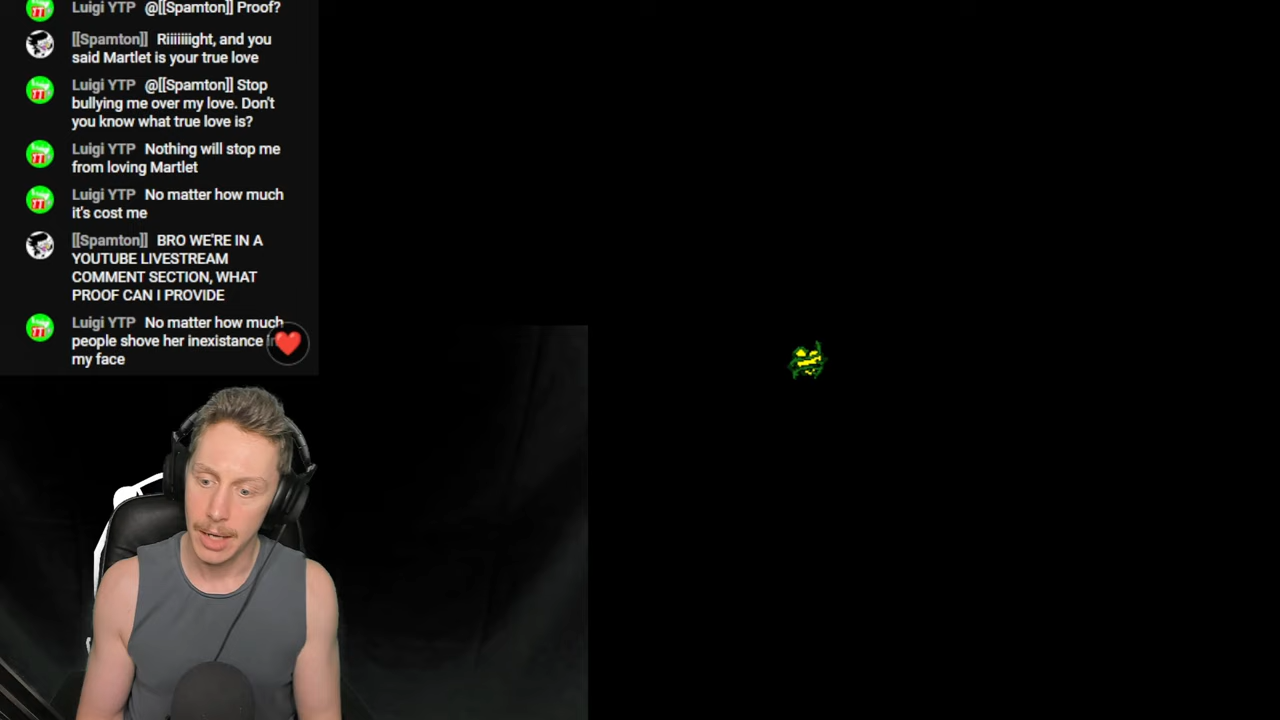 Luigi YTP @[[Spamton]] Proof?
[[Spamton]] Riiiiiiight, and you
said Martlet is your true love
Luigi YTP @[[Spamton]] Stop
bullying me over my love. Don't
you know what true love is?
Luigi YTP Nothing will stop me
from loving Martlet
Luigi YTP No matter how much
it's cost me
[[Spamton]] BRO WE'RE IN A
YOUTUBE LIVESTREAM
COMMENT SECTION, WHAT
PROOF CAN I PROVIDE
Luigi YTP No matter how much
people shove her inexistance in
my face